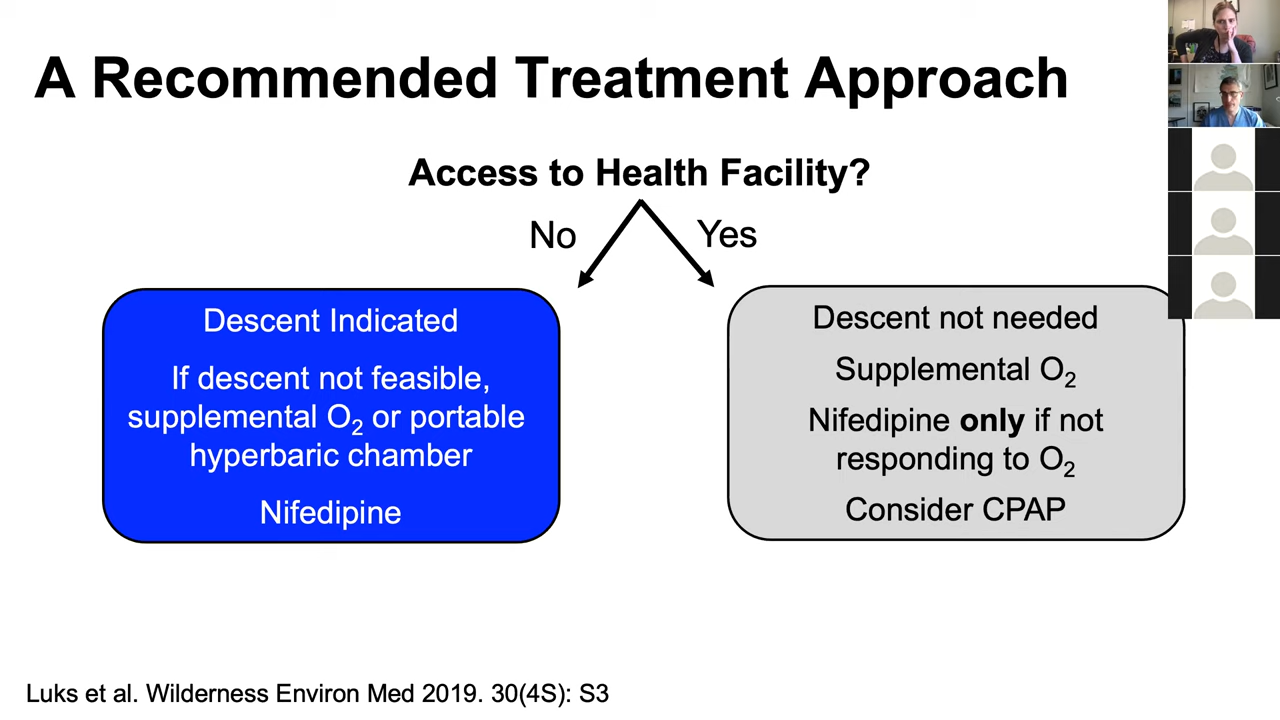 A Recommended Treatment Approach
Access to Health Facility?
No
Yes
Descent Indicated
If descent not feasible,
supplemental O₂ or portable
hyperbaric chamber
Nifedipine
Descent not needed
Supplemental O₂
Nifedipine only if not
responding to O₂
Consider CPAP
Luks et al. Wilderness Environ Med 2019. 30(4S): S3